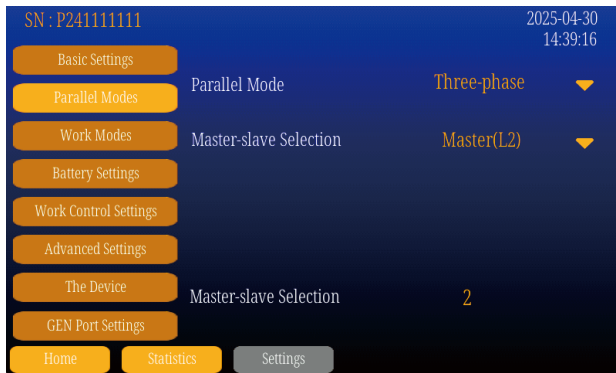 SN : P241111111
2025-04-30
14:39:16
Basic Settings
Parallel Modes
Work Modes
Battery Settings
Work Control Settings
Advanced Settings
The Device
GEN Port Settings
Parallel Mode Three-phase
Master-slave Selection Master(L2)
Master-slave Selection 2
Home Statistics Settings